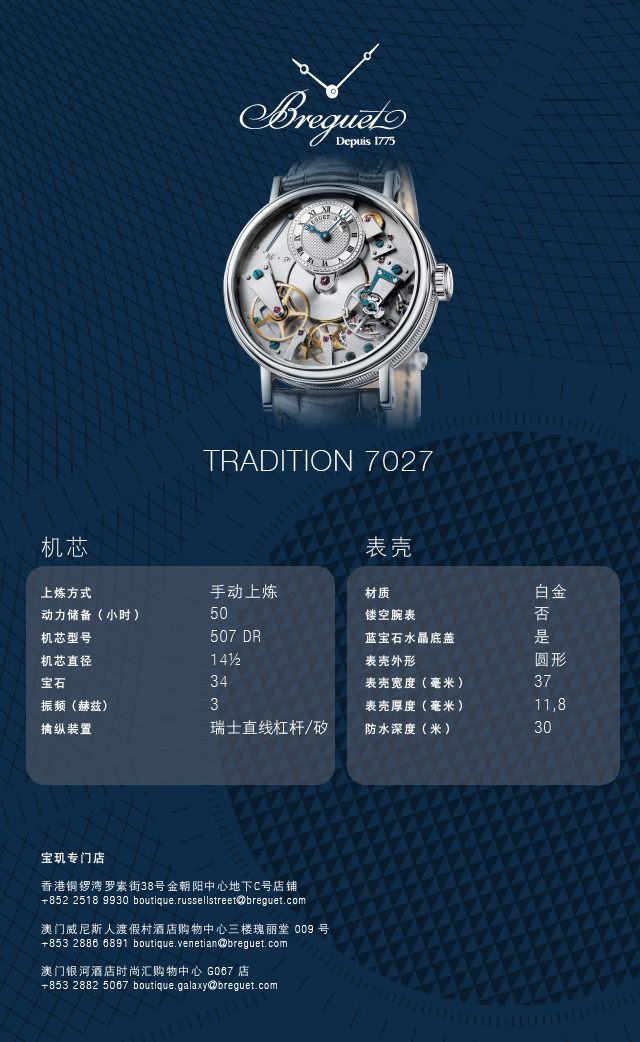 Breguet
Depuis 1775
TRADITION 7027
机芯
上炼方式 手动上炼
动力储备（小时） 50
机芯型号 507 DR
机芯直径 14½
宝石 34
振频（赫兹） 3
擒纵装置 瑞士直线杠杆/矽
表壳
材质 白金
镂空腕表 否
蓝宝石水晶底盖 是
表壳外形 圆形
表壳宽度（毫米） 37
表壳厚度（毫米） 11,8
防水深度（米） 30
宝玑专门店
香港铜锣湾罗素街38号金朝阳中心地下C号店铺
+852 2518 9930 boutique.russellstreet@breguet.com
澳门威尼斯人渡假村酒店购物中心三楼瑰丽堂 009 号
+853 2886 6891 boutique.venetian@breguet.com
澳门银河酒店时尚汇购物中心 G067 店
+853 2882 5067 boutique.galaxy@breguet.com